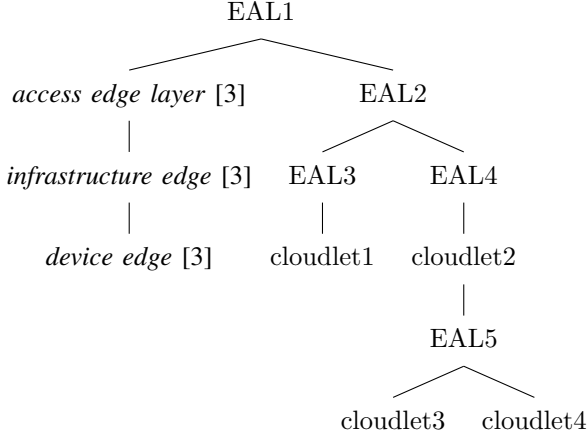 EAL1
access edge layer [3] EAL2
infrastructure edge [3] EAL3 EAL4
device edge [3] cloudlet1 cloudlet2
EAL5
cloudlet3 cloudlet4